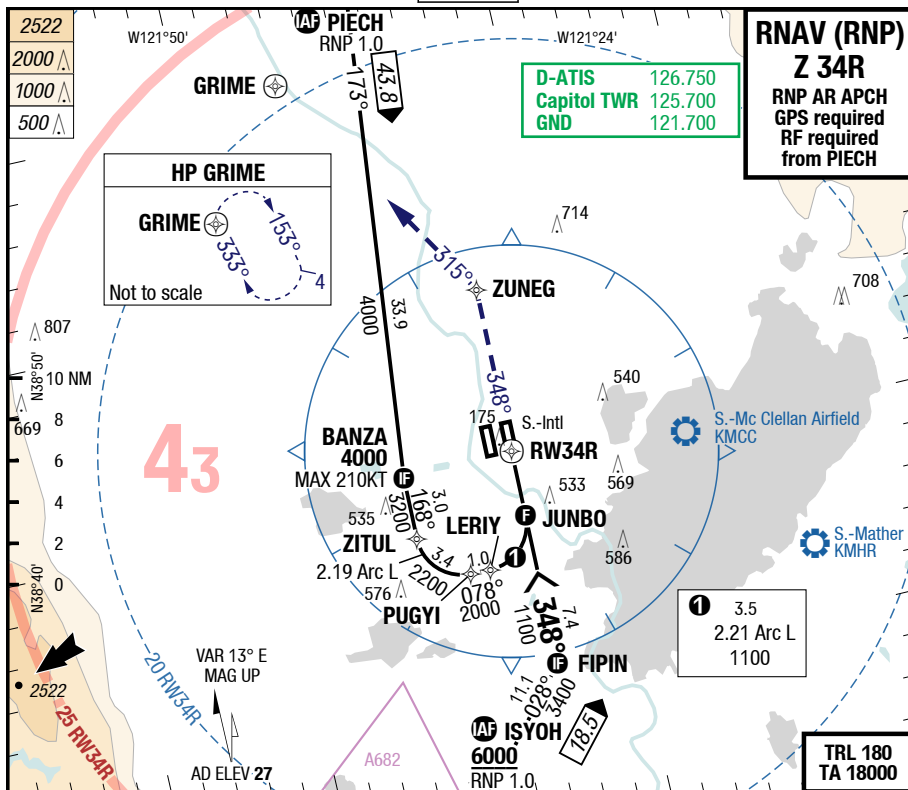 2522
2000
1000
500
W121°50'
IAF PIECH
RNP 1.0
43.8
173°
W121°24'
GRIME
D-ATIS 126.750
Capitol TWR 125.700
GND 121.700
RNAV (RNP)
Z 34R
RNP AR APCH
GPS required
RF required
from PIECH
HP GRIME
GRIME
153°
333°
4
Not to scale
714
315°
ZUNEG
708
33.9
4000
807
N38°50'
10 NM
8
6
4
2
0
669
N38°40'
43
348°
540
175
S.-Intl
RW34R
S.-Mc Clellan Airfield
KMCC
BANZA
4000
MAX 210KT
IF
168°
3.0
3200
533
569
535
LERIY
F JUNBO
586
S.-Mather
KMHR
ZITUL
3.4
1.0
1
2.19 Arc L
2200
576
078°
2000
PUGYI
348°
7.4
1100
1 3.5
2.21 Arc L
1100
IF FIPIN
VAR 13° E
MAG UP
2522
20 RW34R
25 RW34R
11.1
028°
3400
18.5
IAF ISYOH
6000
RNP 1.0
A682
AD ELEV 27
TRL 180
TA 18000